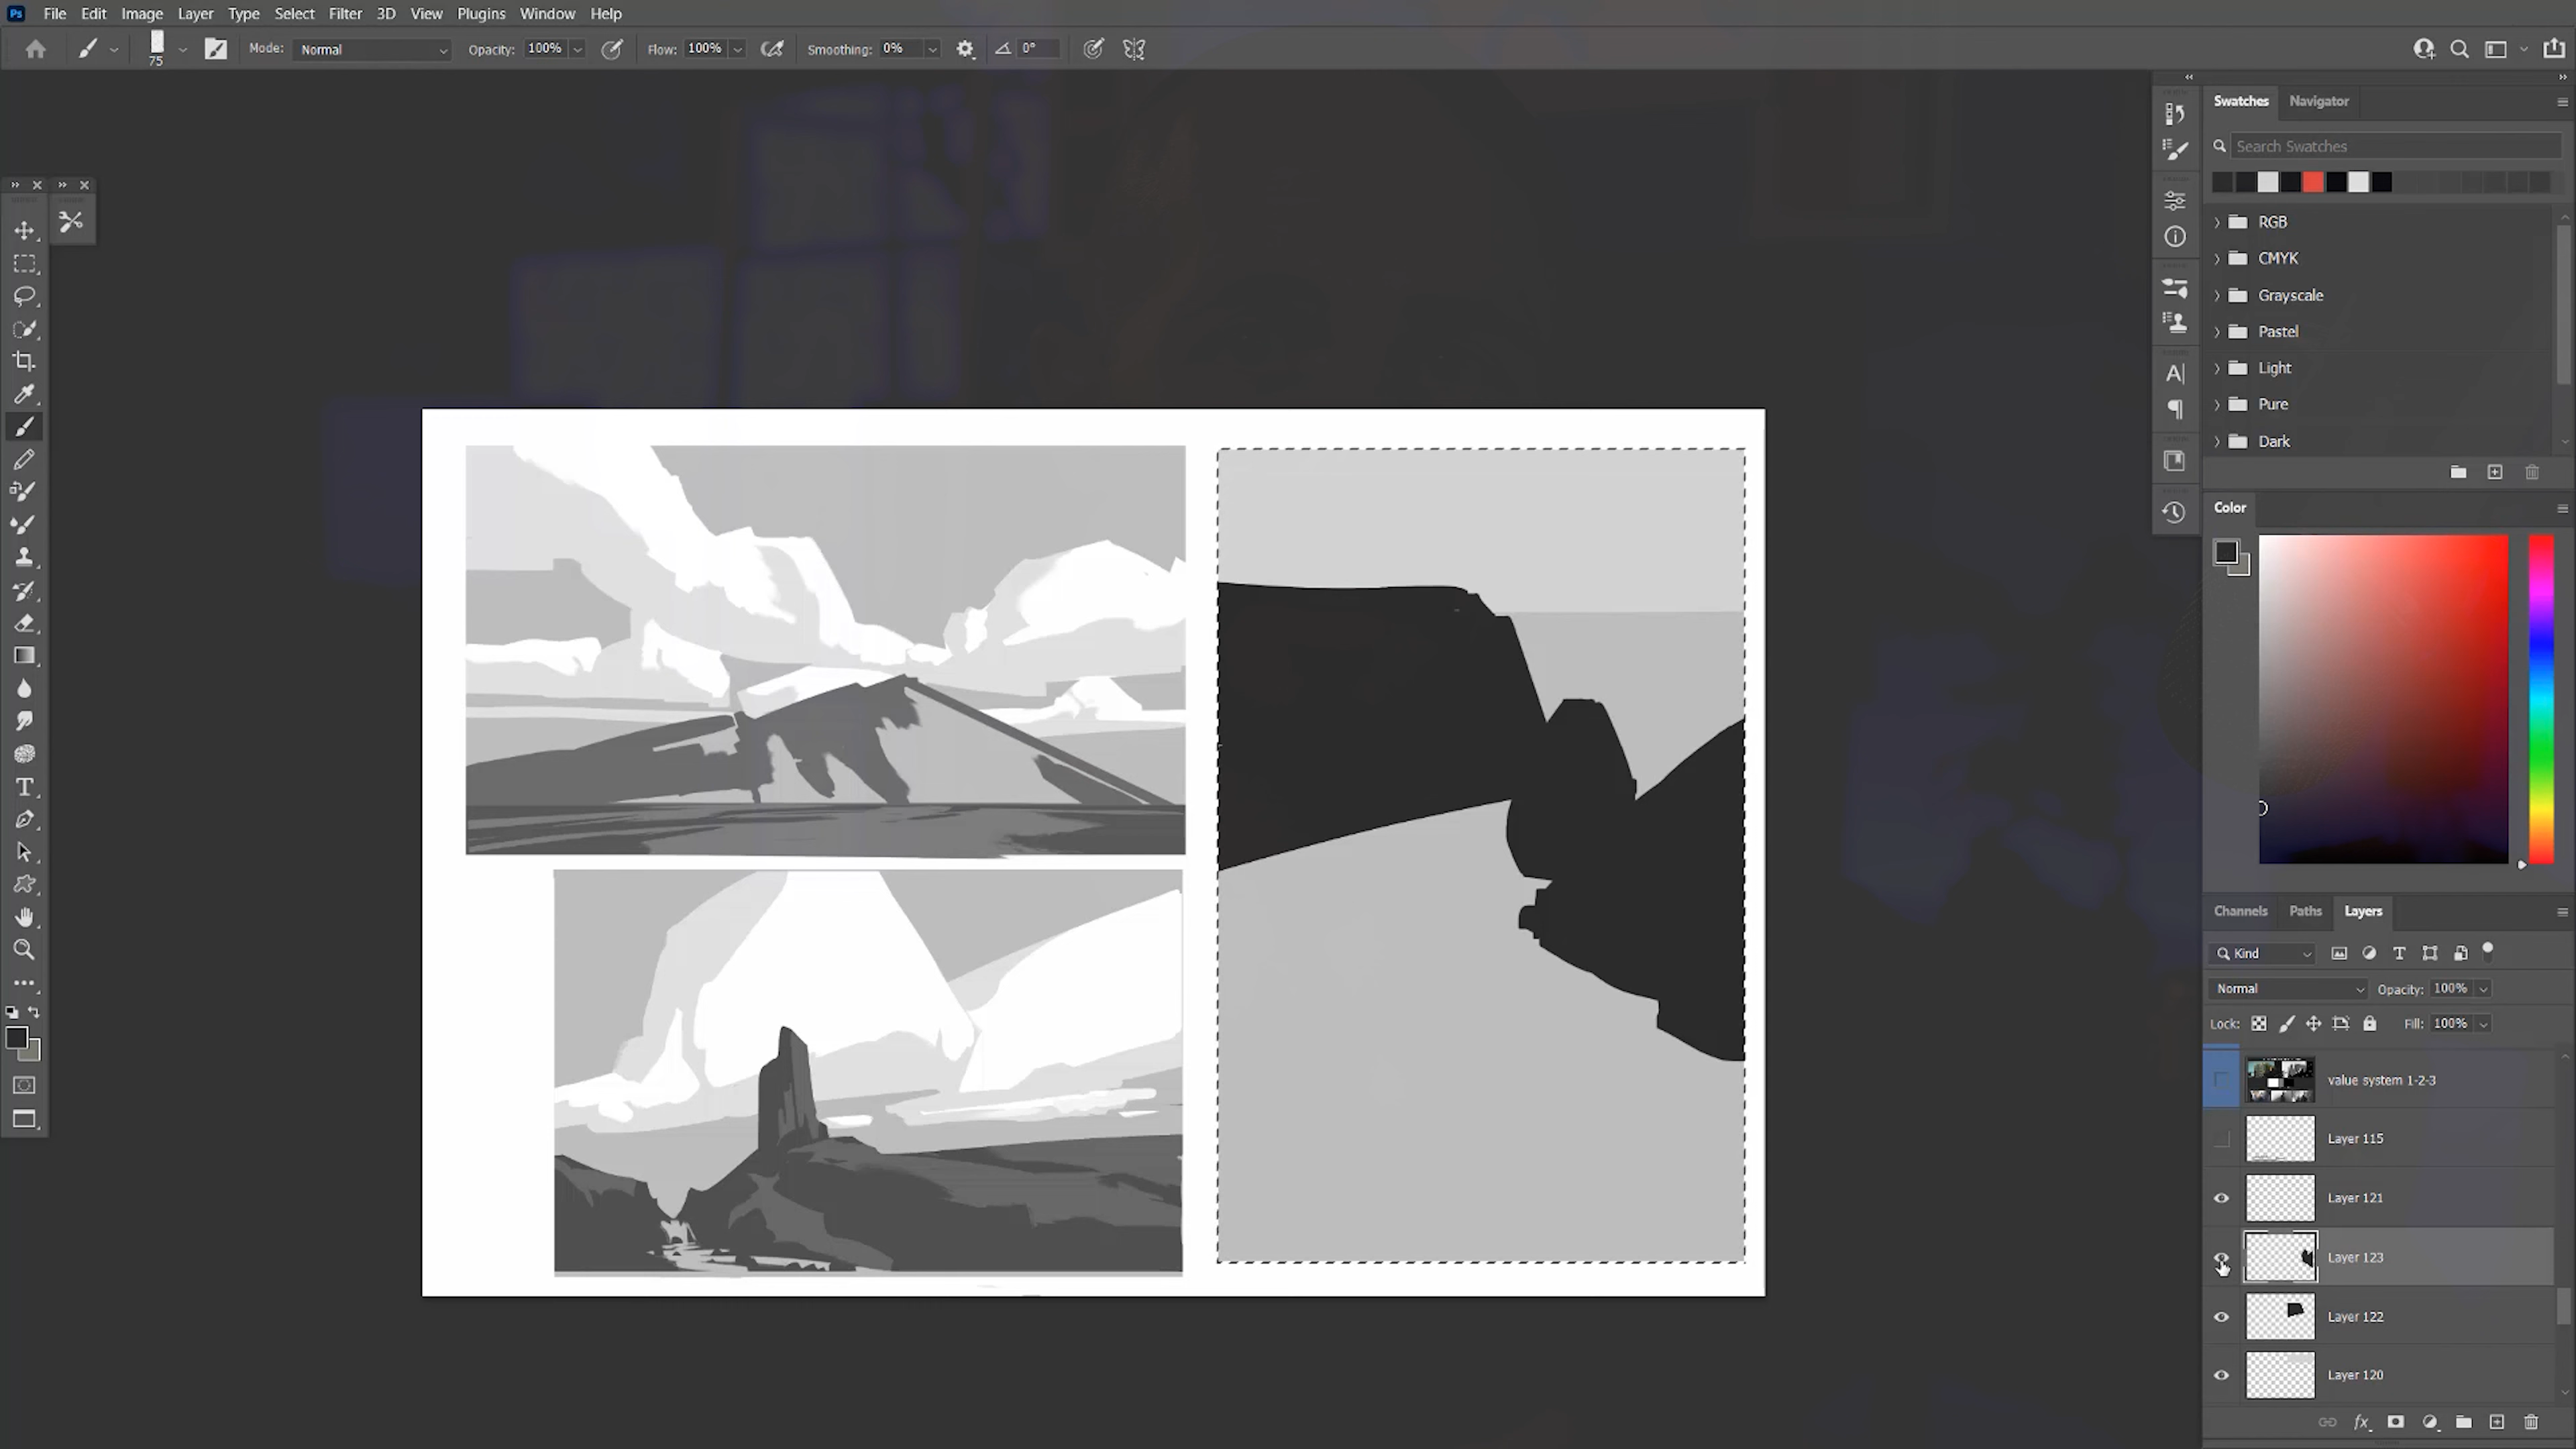 Ps File Edit Image Layer Type Select Filter 3D View Plugins Window Help
75 Mode: Normal Opacity: 100% Flow: 100% Smoothing: 0% 0°
Swatches Navigator
Search Swatches
RGB
CMYK
Grayscale
Pastel
Light
Pure
Dark
Color
Channels Paths Layers
Kind
Normal Opacity: 100%
Lock: Fill: 100%
value system 1-2-3
Layer 115
Layer 121
Layer 123
Layer 122
Layer 120
fx